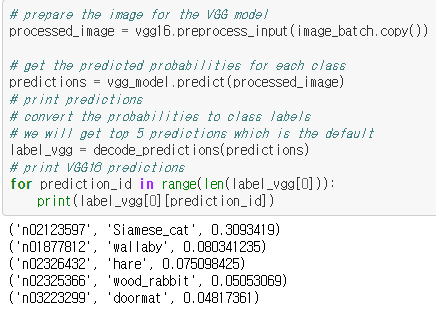 # prepare the image for the VGG model
processed_image = vgg16.preprocess_input(image_batch.copy())
# get the predicted probabilities for each class
predictions = vgg_model.predict(processed_image)
# print predictions
# convert the probabilities to class labels
# we will get top 5 predictions which is the default
label_vgg = decode_predictions(predictions)
# print VGG16 predictions
for prediction_id in range(len(label_vgg[0])):
    print(label_vgg[0][prediction_id])
('n02123597', 'Siamese_cat', 0.3093419)
('n01877812', 'wallaby', 0.080341235)
('n02326432', 'hare', 0.075098425)
('n02325366', 'wood_rabbit', 0.05053069)
('n03223299', 'doormat', 0.04817361)